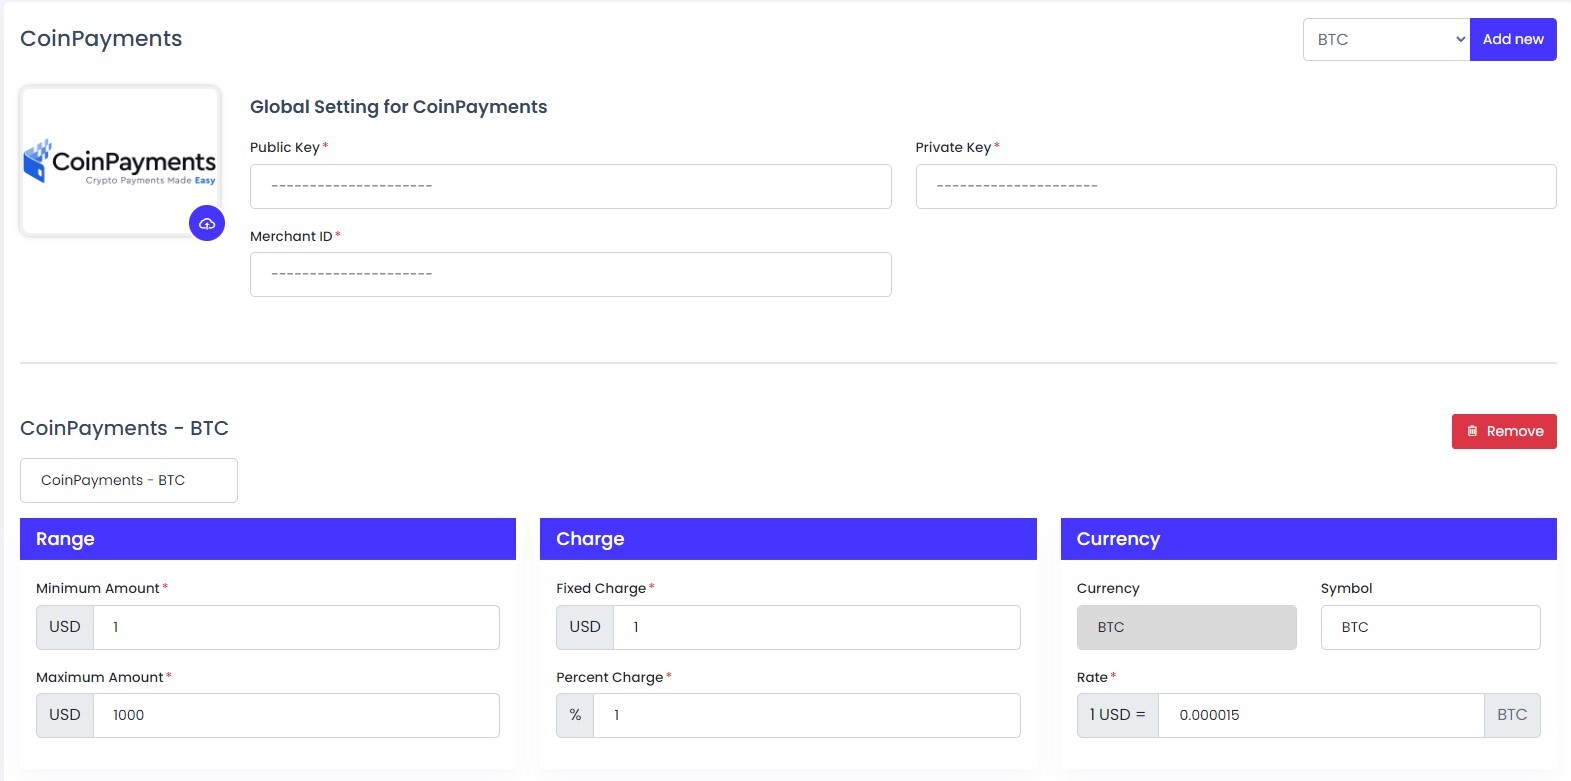 CoinPayments
BTC
Add new
CoinPayments
Crypto Payments Made Easy
Global Setting for CoinPayments
Public Key*
Private Key*
---------------------
---------------------
Merchant ID*
---------------------
CoinPayments - BTC
Remove
CoinPayments - BTC
Range
Minimum Amount*
USD 1
Maximum Amount*
USD 1000
Charge
Fixed Charge*
USD 1
Percent Charge*
% 1
Currency
Currency
BTC
Symbol
BTC
Rate*
1 USD = 0.000015 BTC